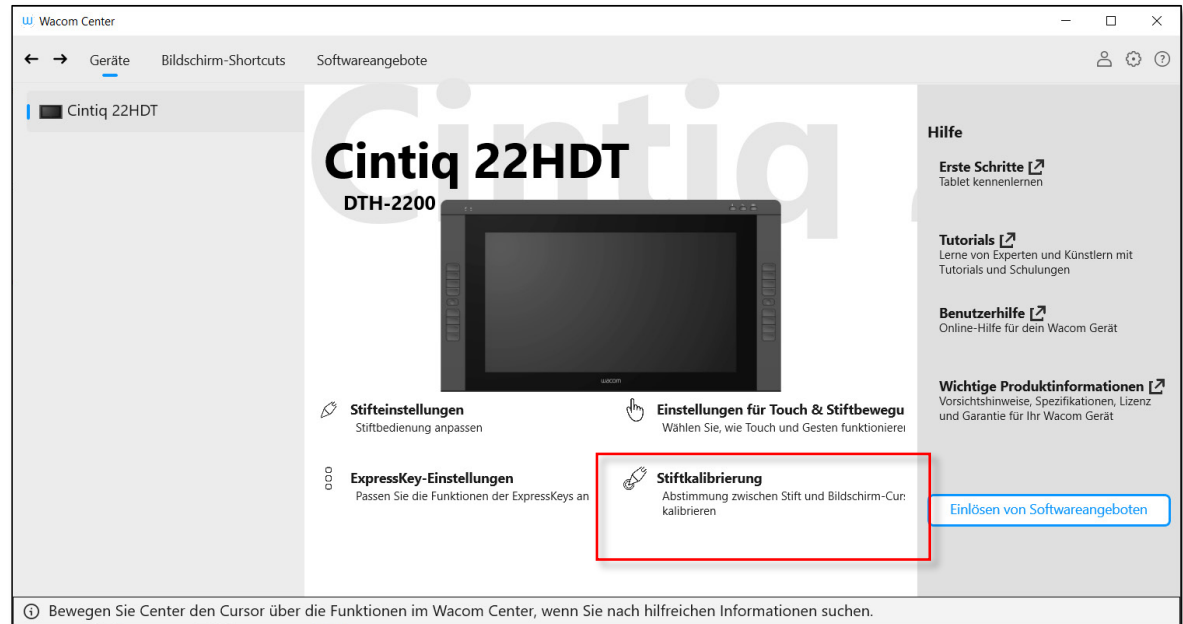 Wacom Center
Geräte Bildschirm-Shortcuts Softwareangebote
Cintiq 22HDT
Cintiq 2
Cintiq 22HDT
DTH-2200
wacom
Stifteinstellungen
Stiftbedienung anpassen
Einstellungen für Touch & Stiftbewegu
Wählen Sie, wie Touch und Gesten funktioniere
ExpressKey-Einstellungen
Passen Sie die Funktionen der ExpressKeys an
Stiftkalibrierung
Abstimmung zwischen Stift und Bildschirm-Cur
kalibrieren
Hilfe
Erste Schritte
Tablet kennenlernen
Tutorials
Lerne von Experten und Künstlern mit
Tutorials und Schulungen
Benutzerhilfe
Online-Hilfe für dein Wacom Gerät
Wichtige Produktinformationen
Vorsichtshinweise, Spezifikationen, Lizenz
und Garantie für Ihr Wacom Gerät
Einlösen von Softwareangeboten
Bewegen Sie Center den Cursor über die Funktionen im Wacom Center, wenn Sie nach hilfreichen Informationen suchen.